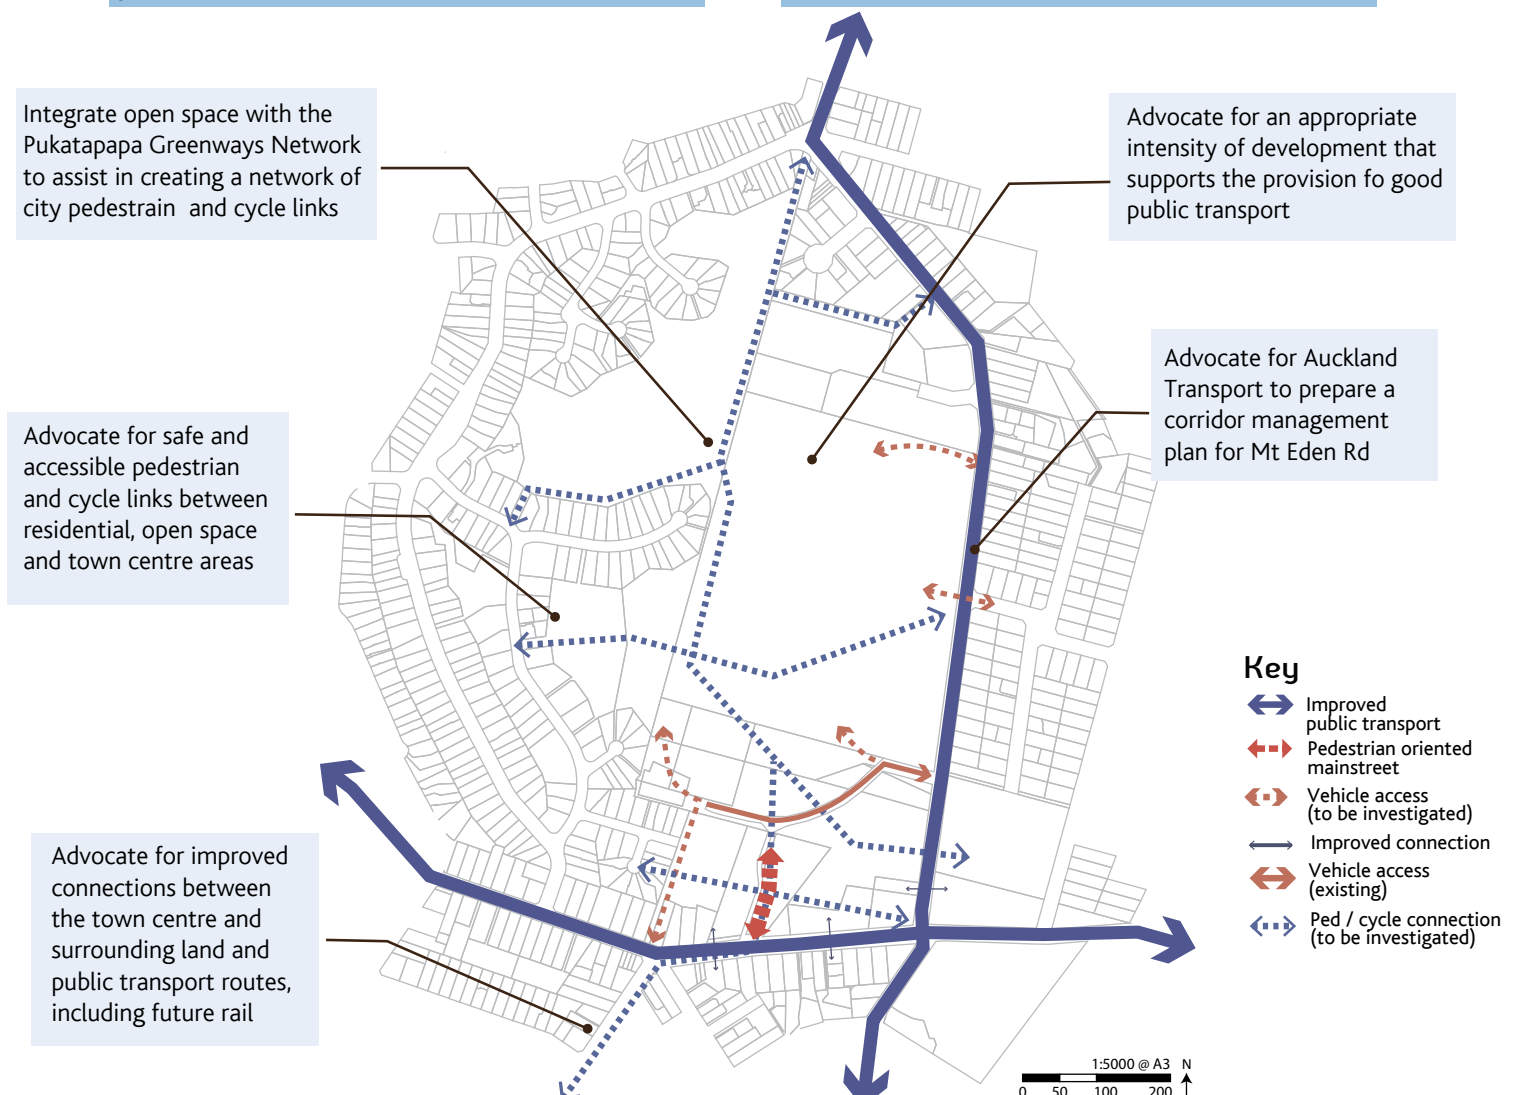 Integrate open space with the
Pukatapapa Greenways Network
to assist in creating a network of
city pedestrain and cycle links
Advocate for an appropriate
intensity of development that
supports the provision fo good
public transport
Advocate for Auckland
Transport to prepare a
corridor management
plan for Mt Eden Rd
Advocate for safe and
accessible pedestrian
and cycle links between
residential, open space
and town centre areas
Advocate for improved
connections between
the town centre and
surrounding land and
public transport routes,
including future rail
Key
Improved
public transport
Pedestrian oriented
mainstreet
Vehicle access
(to be investigated)
Improved connection
Vehicle access
(existing)
Ped / cycle connection
(to be investigated)
1:5000 @ A3 N
0 50 100 200